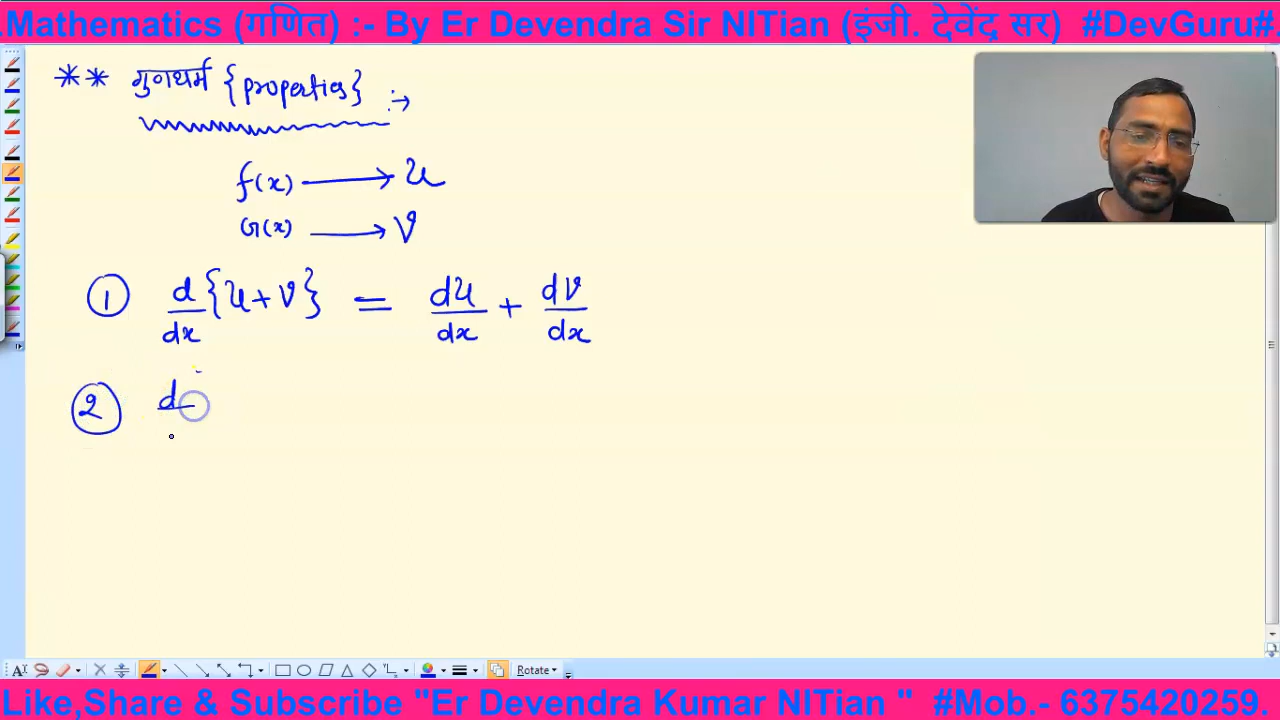 .Mathematics (गणित) :- By Er Devendra Sir NITian (इंजी. देवेंद्र सर) #DevGuru#.
** गुणधर्म {properties} :→
f(x) → u
G(x) → v
① d/dx {u+v} = du/dx + dv/dx
② d
Rotate
Like,Share & Subscribe "Er Devendra Kumar NITian " #Mob.- 6375420259.